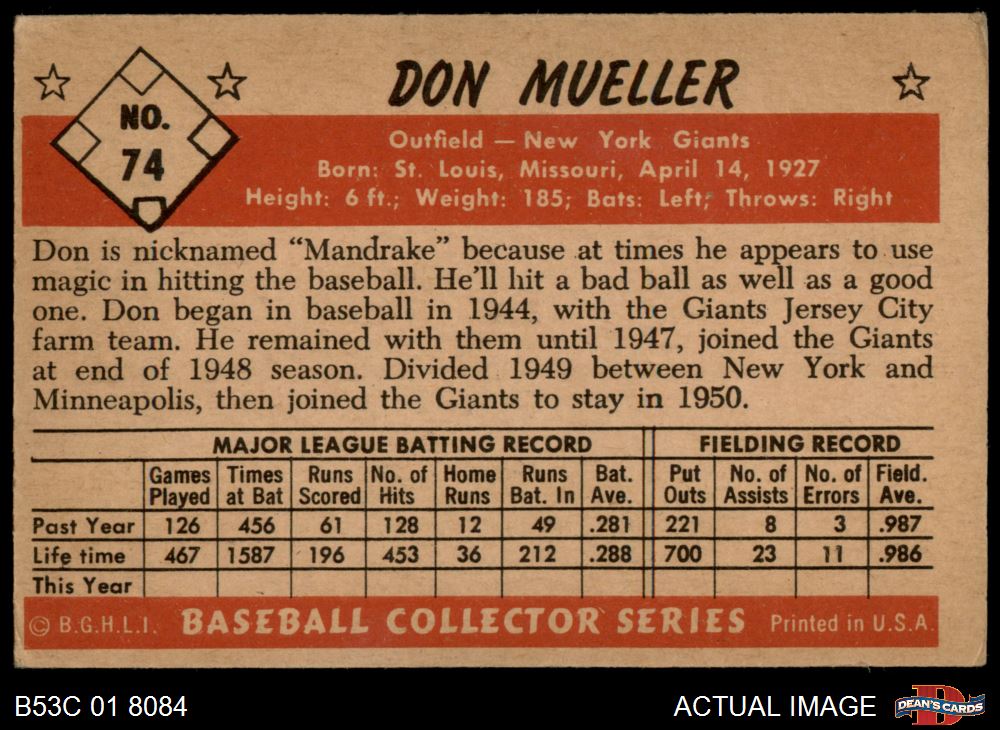 DON MUELLER
NO.
74
Outfield — New York Giants
Born: St. Louis, Missouri, April 14, 1927
Height: 6 ft.; Weight: 185; Bats: Left; Throws: Right
Don is nicknamed “Mandrake” because at times he appears to use
magic in hitting the baseball. He’ll hit a bad ball as well as a good
one. Don began in baseball in 1944, with the Giants Jersey City
farm team. He remained with them until 1947, joined the Giants
at end of 1948 season. Divided 1949 between New York and
Minneapolis, then joined the Giants to stay in 1950.
MAJOR LEAGUE BATTING RECORD FIELDING RECORD
Games Times Runs No. of Home Runs Bat. Put No. of No. of Field.
Played at Bat Scored Hits Runs Bat. In Ave. Outs Assists Errors Ave.
Past Year 126 456 61 128 12 49 .281 221 8 3 .987
Life time 467 1587 196 453 36 212 .288 700 23 11 .986
This Year
© B.G.H.L.I. BASEBALL COLLECTOR SERIES Printed in U.S.A.
B53C 01 8084 ACTUAL IMAGE DEAN'S CARDS